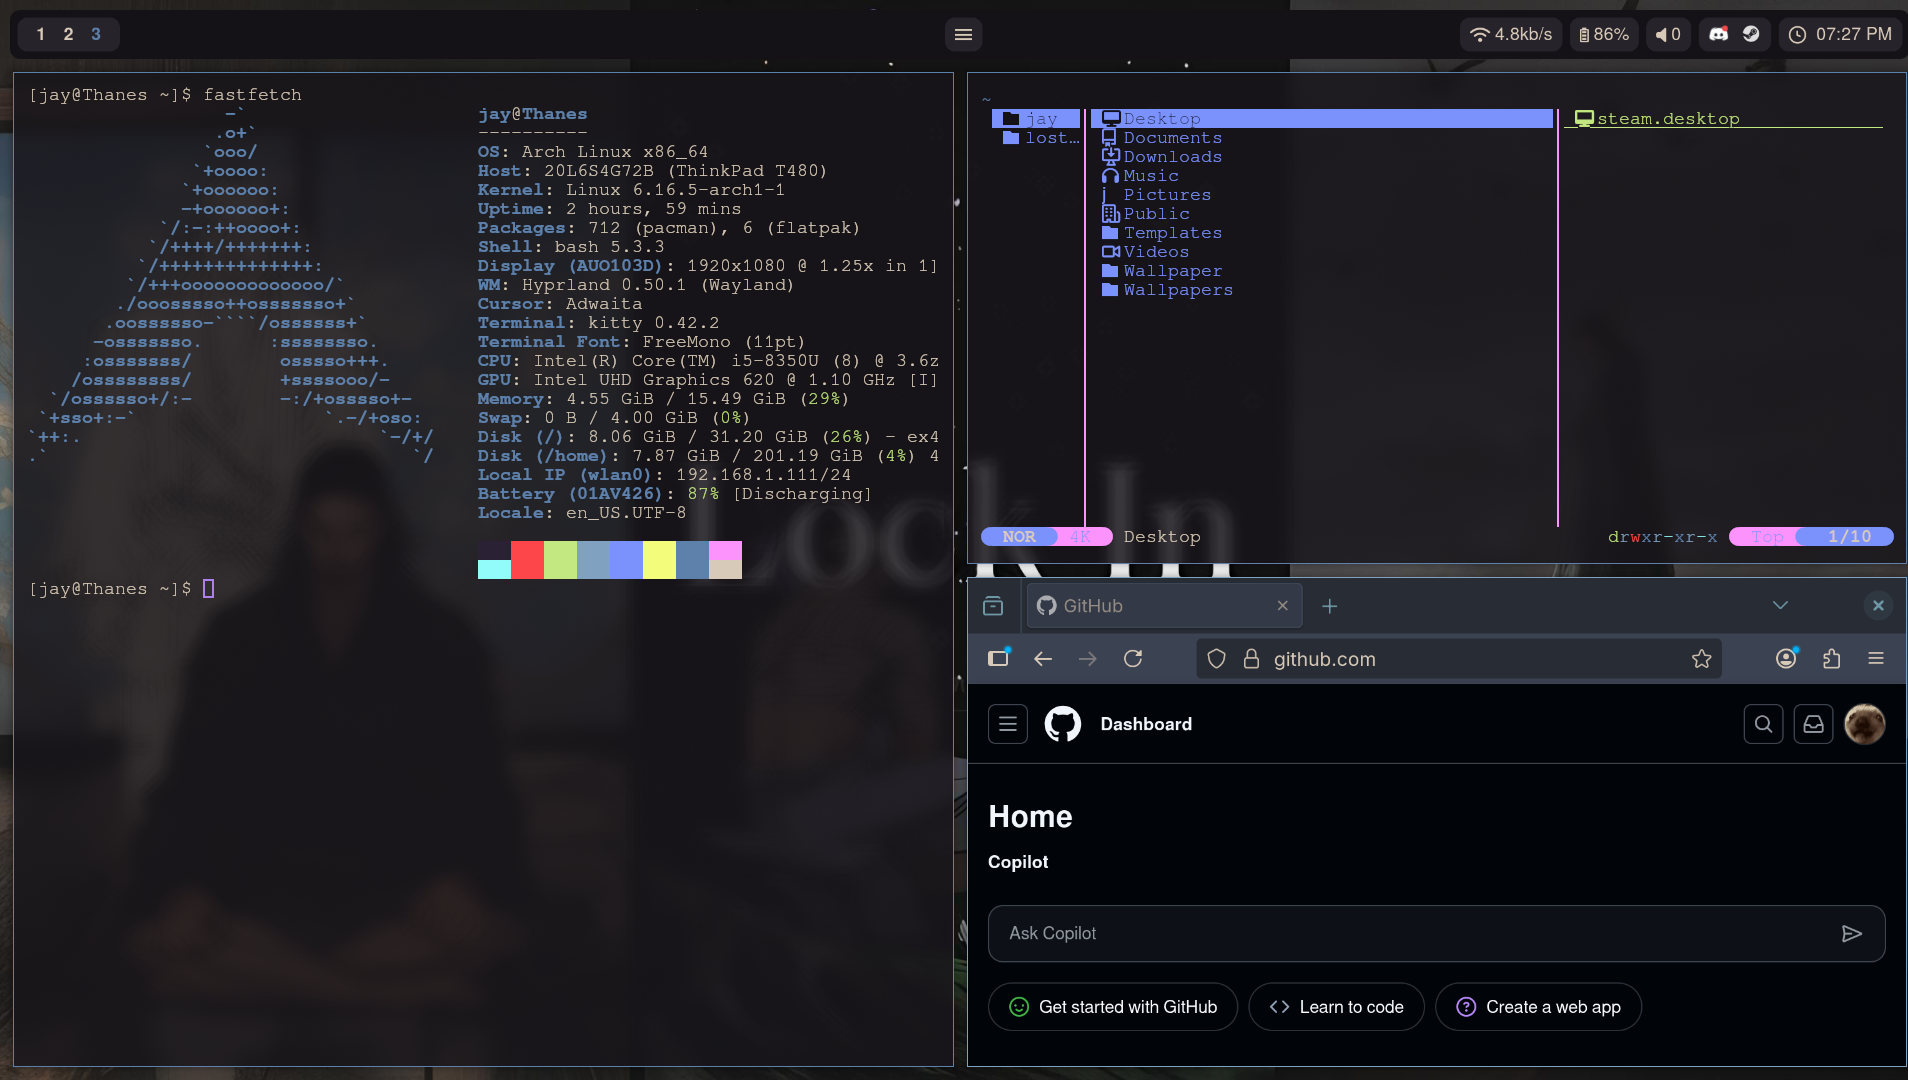 1 2 3
4.8kb/s 86% 0 07:27 PM
[jay@Thanes ~]$ fastfetch
                  -`
                 .o+`
                `ooo/
               `+oooo:
              `+oooooo:
              -+oooooo+:
            `/:-:++oooo+:
           `/++++/+++++++:
          `/++++++++++++++:
         `/+++ooooooooooooo/`
        ./ooosssso++osssssso+`
       .oossssso-````/ossssss+`
      -osssssso.      :ssssssso.
     :osssssss/        osssso+++.
    /ossssssss/        +ssssooo/-
  `/ossssso+/:-        -:/+osssso+-
 `+sso+:-`                 `.-/+oso:
`++:.                           `-/+/
.`                                 `/
jay@Thanes
----------
OS: Arch Linux x86_64
Host: 20L6S4G72B (ThinkPad T480)
Kernel: Linux 6.16.5-arch1-1
Uptime: 2 hours, 59 mins
Packages: 712 (pacman), 6 (flatpak)
Shell: bash 5.3.3
Display (AUO103D): 1920x1080 @ 1.25x in 1]
WM: Hyprland 0.50.1 (Wayland)
Cursor: Adwaita
Terminal: kitty 0.42.2
Terminal Font: FreeMono (11pt)
CPU: Intel(R) Core(TM) i5-8350U (8) @ 3.6z
GPU: Intel UHD Graphics 620 @ 1.10 GHz [I]
Memory: 4.55 GiB / 15.49 GiB (29%)
Swap: 0 B / 4.00 GiB (0%)
Disk (/): 8.06 GiB / 31.20 GiB (26%) - ex4
Disk (/home): 7.87 GiB / 201.19 GiB (4%) 4
Local IP (wlan0): 192.168.1.111/24
Battery (01AV426): 87% [Discharging]
Locale: en_US.UTF-8
[jay@Thanes ~]$
Lock In
~
jay
lost…
Desktop
Documents
Downloads
Music
Pictures
Public
Templates
Videos
Wallpaper
Wallpapers
steam.desktop
NOR 4K Desktop drwxr-xr-x Top 1/10
GitHub
github.com
Dashboard
Home
Copilot
Ask Copilot
Get started with GitHub Learn to code Create a web app